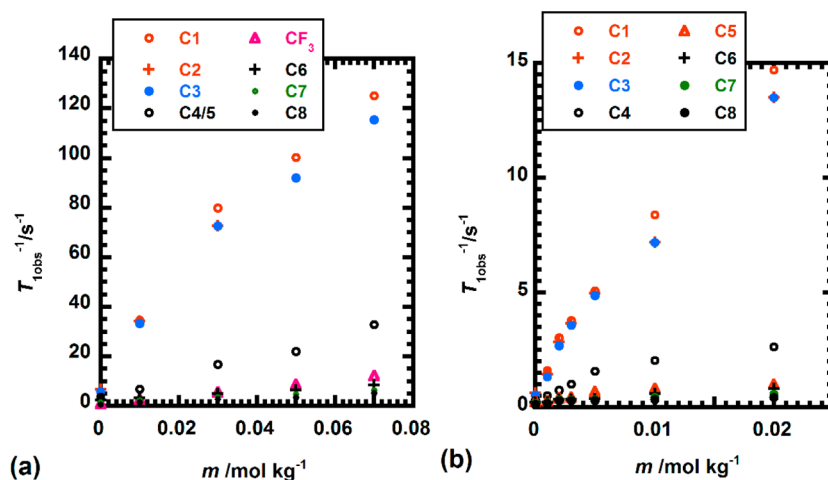 C1 CF₃
C2 C6
C3 C7
C4/5 C8
140
120
100
80
60
40
20
0
T₁obs⁻¹/s⁻¹
0 0.02 0.04 0.06 0.08
m /mol kg⁻¹
(a)
C1 C5
C2 C6
C3 C7
C4 C8
15
10
5
0
T₁obs⁻¹/s⁻¹
0 0.01 0.02
m /mol kg⁻¹
(b)